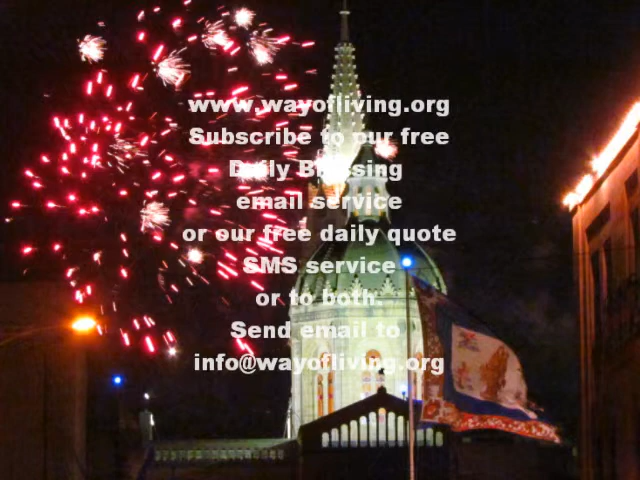 www.wayofliving.org
Subscribe to our free
Daily Blessing
email service
or our free daily quote
SMS service
or to both.
Send email to
info@wayofliving.org